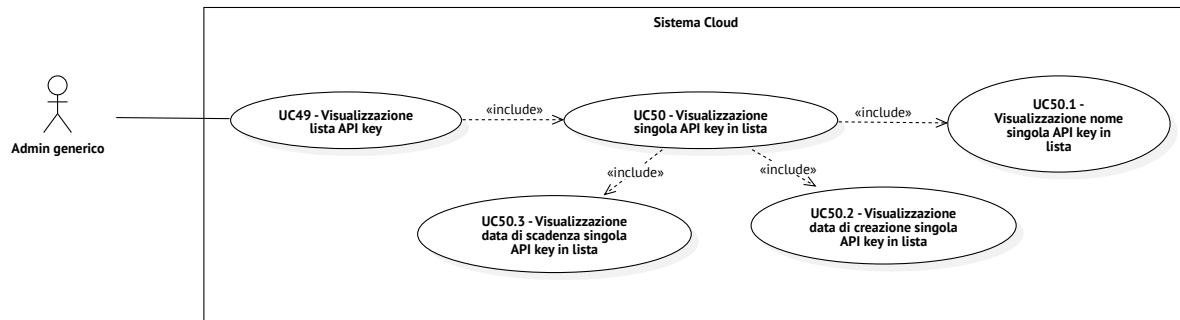 Sistema Cloud
Admin generico
UC49 - Visualizzazione
lista API key
«include»
UC50 - Visualizzazione
singola API key in lista
«include»
UC50.1 -
Visualizzazione nome
singola API key in
lista
«include»
«include»
UC50.3 - Visualizzazione
data di scadenza singola
API key in lista
UC50.2 - Visualizzazione
data di creazione singola
API key in lista